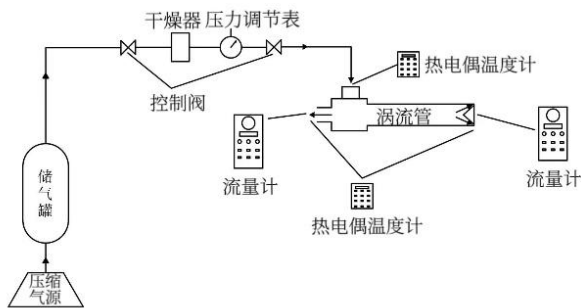 干燥器 压力调节表
控制阀
热电偶温度计
涡流管
流量计
流量计
热电偶温度计
储
气
罐
压缩
气源